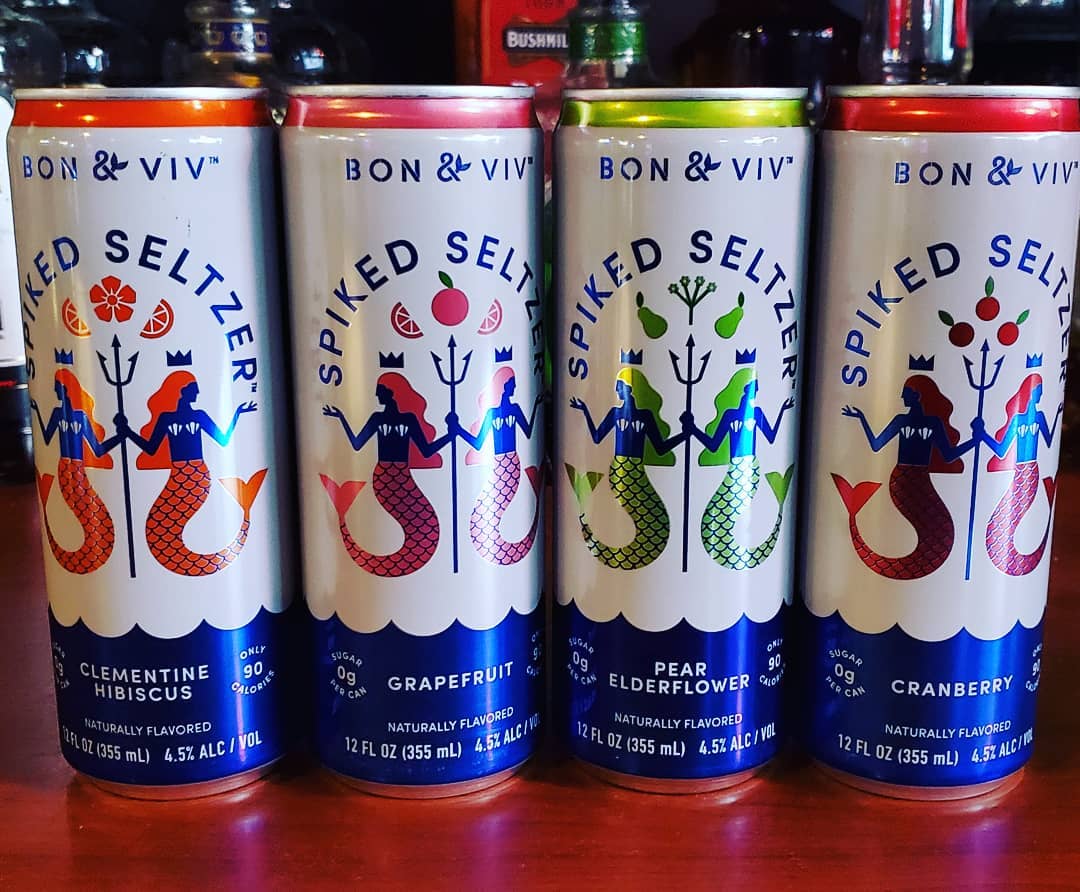 BUSHMIL
BON & VIV™
SPIKED SELTZER™
CLEMENTINE
HIBISCUS
ONLY
90
CALORIES
NATURALLY FLAVORED
12 FL OZ (355 mL) 4.5% ALC / VOL
BON & VIV™
SPIKED SELTZER
SUGAR
0g
PER CAN
GRAPEFRUIT
NATURALLY FLAVORED
12 FL OZ (355 mL) 4.5% ALC / VOL
BON & VIV™
SPIKED SELTZER™
SUGAR
0g
PER CAN
PEAR
ELDERFLOWER
ONLY
90
CALORIES
NATURALLY FLAVORED
12 FL OZ (355 mL) 4.5% ALC / VOL
BON & VIV™
SPIKED SELTZER
SUGAR
0g
PER CAN
CRANBERRY
ONLY
90
CALORIES
NATURALLY FLAVORED
12 FL OZ (355 mL) 4.5% ALC / VOL